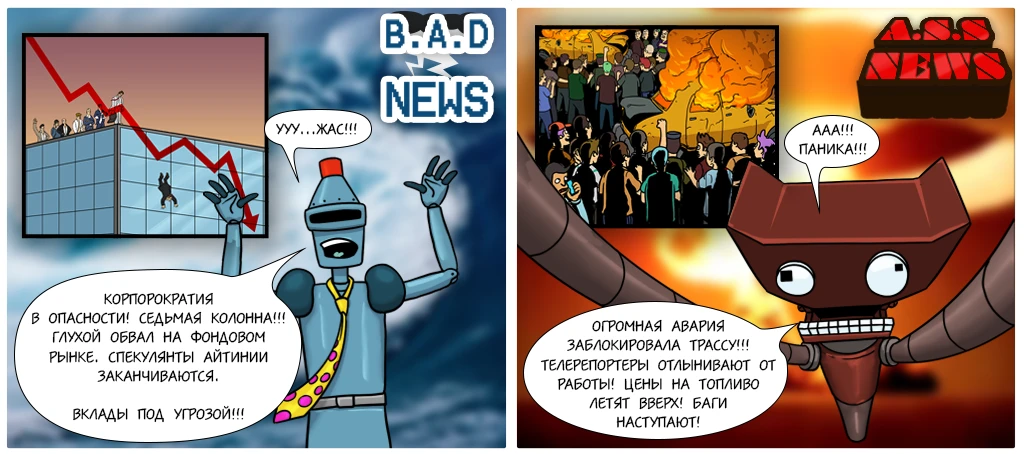 B.A.D
NEWS
УУУ...ЖАС!!!
КОРПОРОКРАТИЯ
В ОПАСНОСТИ! СЕДЬМАЯ КОЛОННА!!!
ГЛУХОЙ ОБВАЛ НА ФОНДОВОМ
РЫНКЕ. СПЕКУЛЯНТЫ АЙТИНИИ
ЗАКАНЧИВАЮТСЯ.
ВКЛАДЫ ПОД УГРОЗОЙ!!!
A.S.S
NEWS
ААА!!!
ПАНИКА!!!
ОГРОМНАЯ АВАРИЯ
ЗАБЛОКИРОВАЛА ТРАССУ!!!
ТЕЛЕРЕПОРТЕРЫ ОТЛЫНИВАЮТ ОТ
РАБОТЫ! ЦЕНЫ НА ТОПЛИВО
ЛЕТЯТ ВВЕРХ! БАГИ
НАСТУПАЮТ!